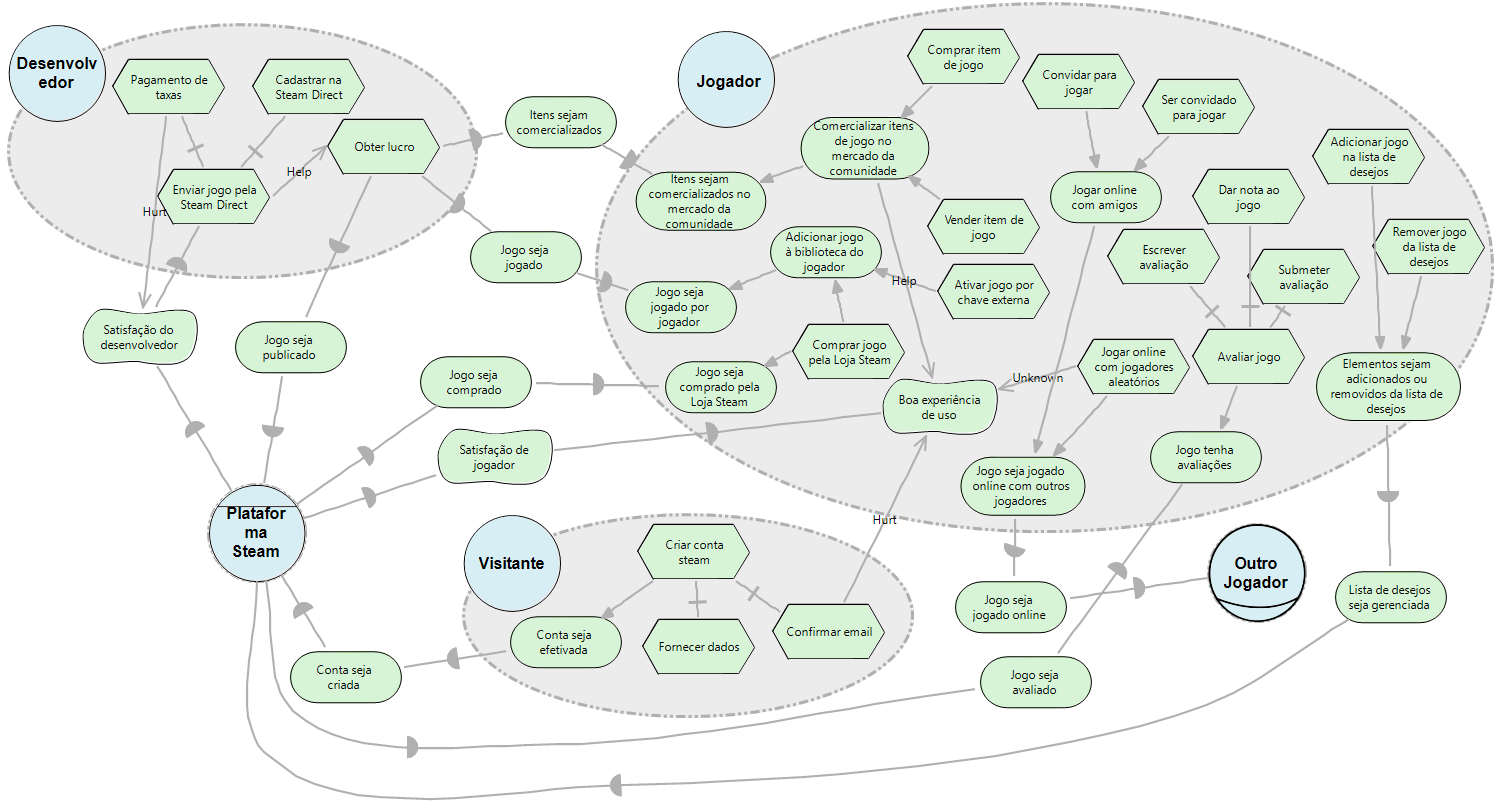 Desenvolv
edor
Pagamento de
taxas
Cadastrar na
Steam Direct
Obter lucro
Enviar jogo pela
Steam Direct
Help
Hurt
Itens sejam
comercializados
Jogo seja
jogado
Satisfação do
desenvolvedor
Jogo seja
publicado
Jogo seja
comprado
Satisfação de
jogador
Platafor
ma
Steam
Conta seja
criada
Jogador
Comprar item
de jogo
Convidar para
jogar
Ser convidado
para jogar
Comercializar itens
de jogo no
mercado da
comunidade
Adicionar jogo
na lista de
desejos
Itens sejam
comercializados no
mercado da
comunidade
Jogar online
com amigos
Dar nota ao
jogo
Vender item de
jogo
Adicionar jogo
à biblioteca do
jogador
Escrever
avaliação
Remover jogo
da lista de
desejos
Submeter
avaliação
Help
Ativar jogo por
chave externa
Jogo seja
jogado por
jogador
Comprar jogo
pela Loja Steam
Jogar online
com jogadores
aleatórios
Avaliar jogo
Unknown
Jogo seja
comprado pela
Loja Steam
Boa experiência
de uso
Elementos sejam
adicionados ou
removidos da lista de
desejos
Jogo tenha
avaliações
Jogo seja jogado
online com outros
jogadores
Hurt
Visitante
Criar conta
steam
Conta seja
efetivada
Fornecer dados
Confirmar email
Jogo seja
jogado online
Outro
Jogador
Lista de desejos
seja gerenciada
Jogo seja
avaliado